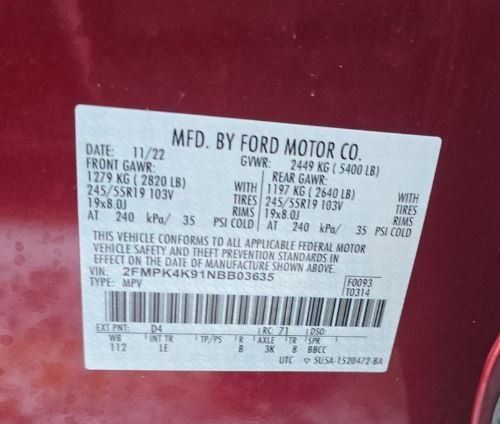 MFD. BY FORD MOTOR CO.
DATE: 11/22 GVWR: 2449 KG ( 5400 LB)
FRONT GAWR: REAR GAWR:
1279 KG ( 2820 LB) WITH 1197 KG ( 2640 LB) WITH
245/55R19 103V TIRES 245/55R19 103V TIRES
19x8.0J RIMS 19x8.0J RIMS
AT 240 kPa/ 35 PSI COLD AT 240 kPa/ 35 PSI COLD
THIS VEHICLE CONFORMS TO ALL APPLICABLE FEDERAL MOTOR
VEHICLE SAFETY AND THEFT PREVENTION STANDARDS IN
EFFECT ON THE DATE OF MANUFACTURE SHOWN ABOVE.
VIN: 2FMPK4K91NBB03635 F0093
TYPE: MPV T0314
EXT PNT: D4 RC: 71 DSO:
WB INT TR TP/PS R AXLE TR SPR
112 LE B 3K 8 BBCC
UTC ▽ 5U5A-1520472-BA